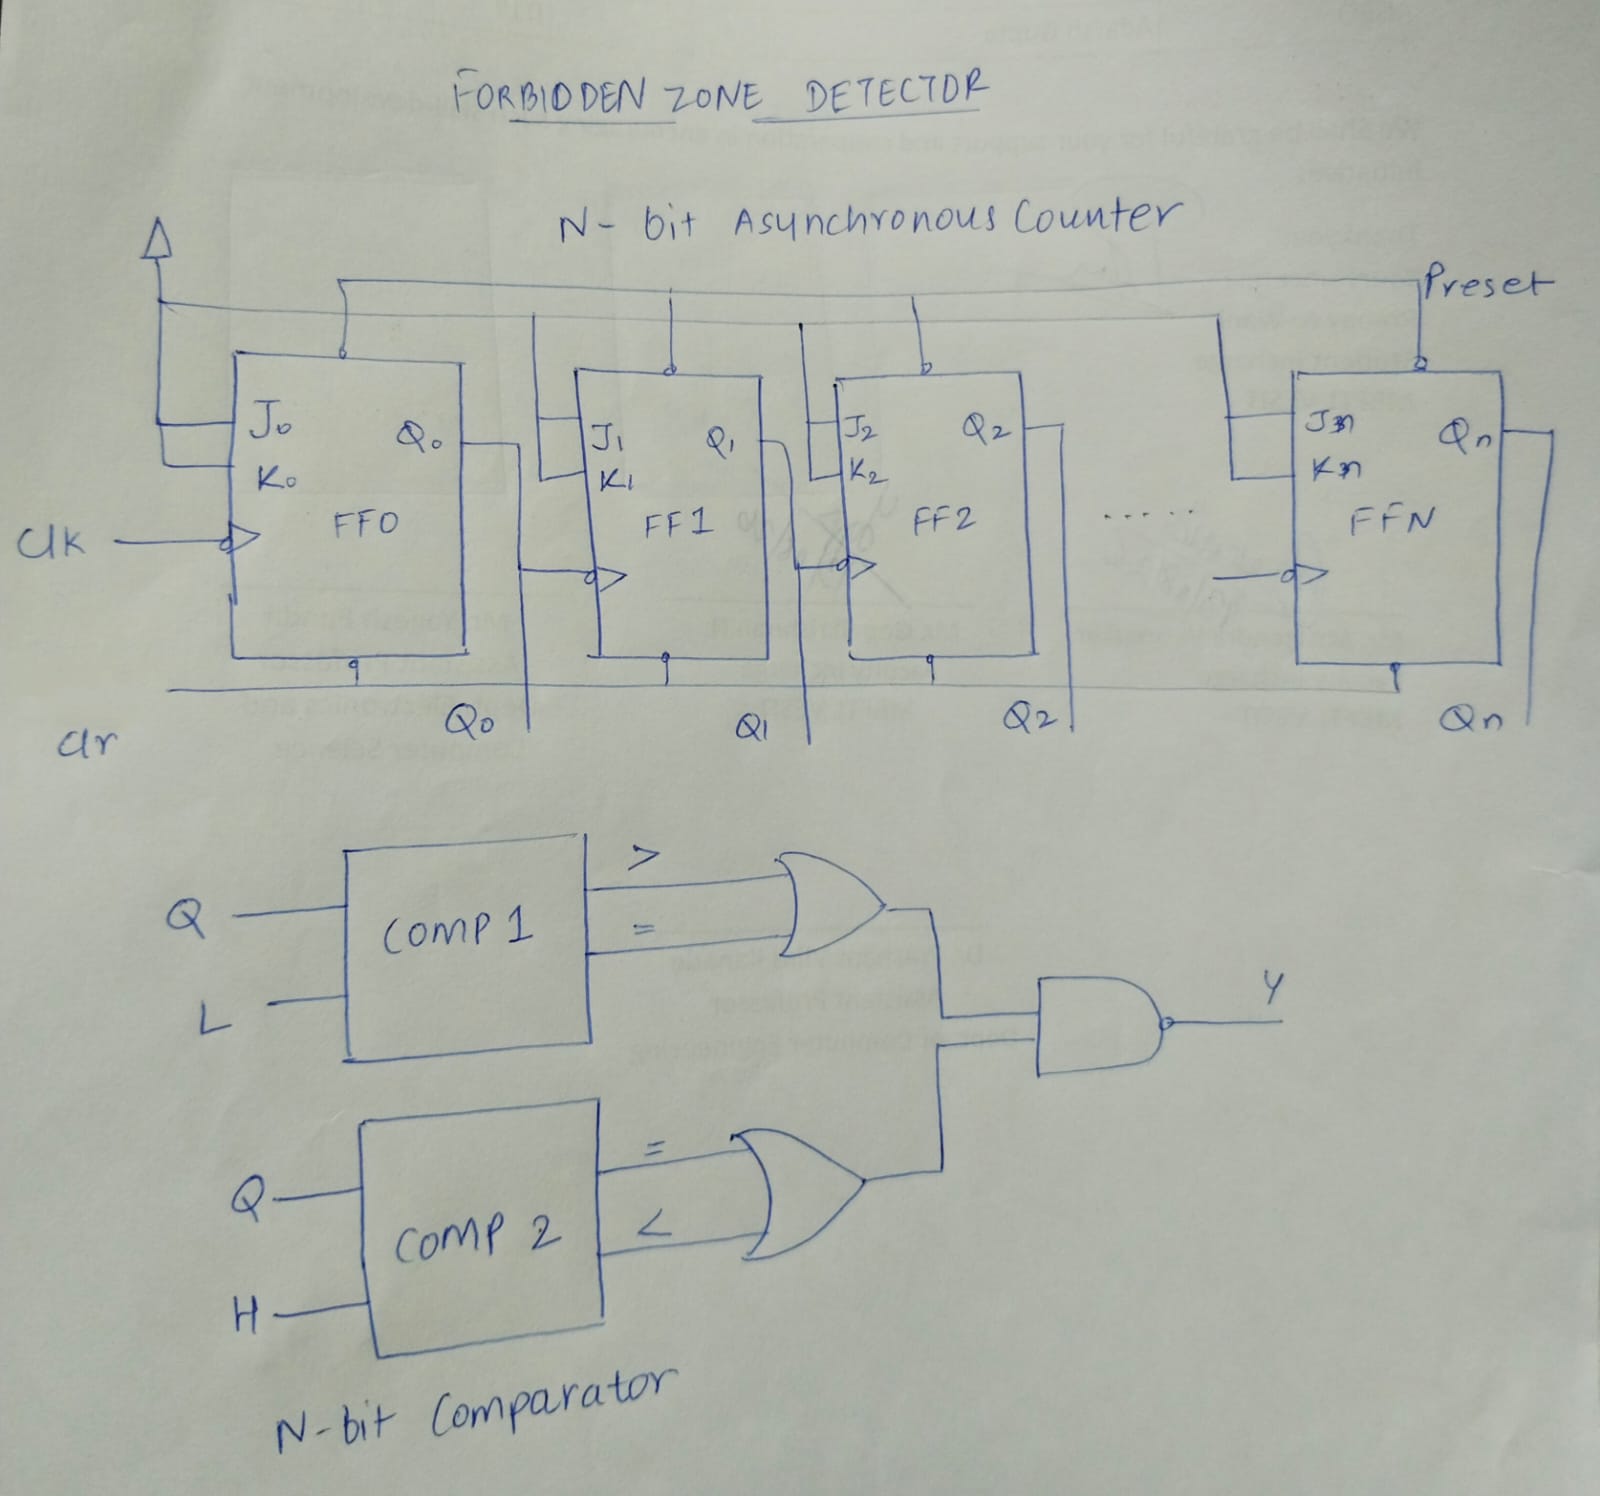 FORBIDDEN ZONE DETECTOR
N- bit Asynchronous Counter
Preset
J0 Q0
K0
FF0
J1 Q1
K1
FF1
J2 Q2
K2
FF2
.....
Jn Qn
Kn
FFN
Clk
Clr
Q0 Q1 Q2 Qn
Q
L
COMP 1
>
=
Y
Q
H
COMP 2
=
<
N-bit Comparator